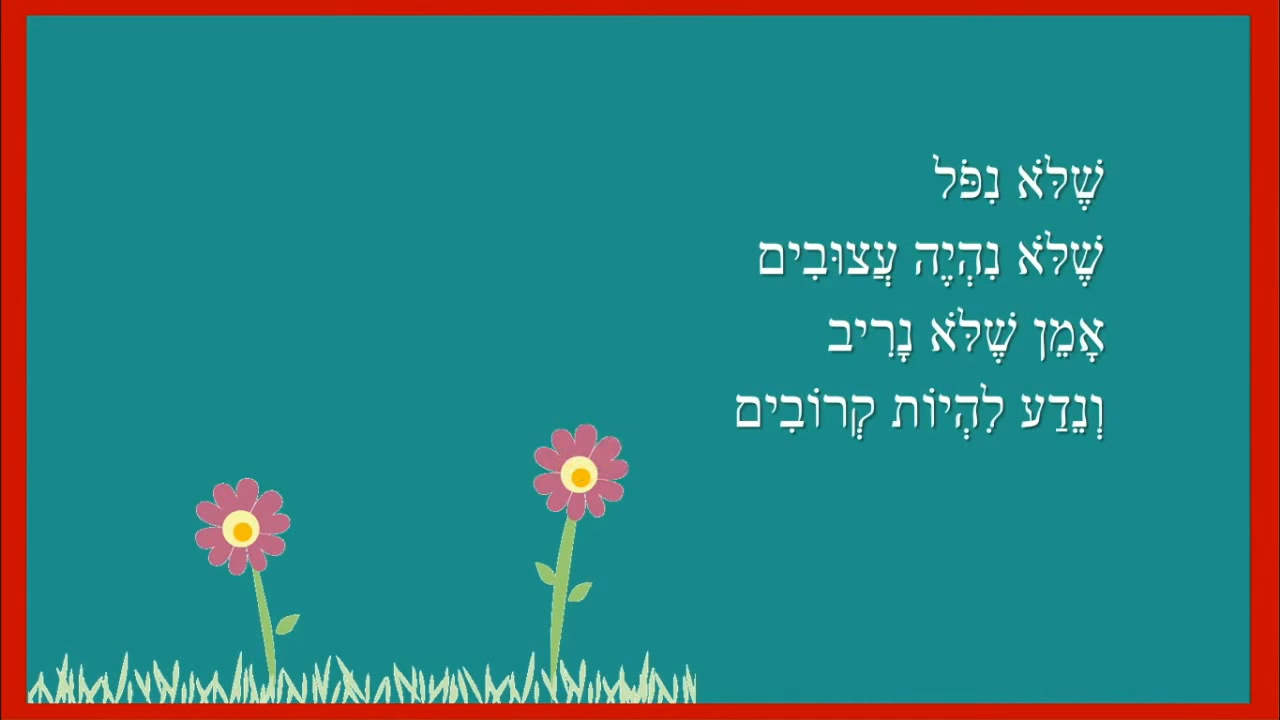 שֶׁלֹּא נִפֹּל
שֶׁלֹּא נִהְיֶה עֲצוּבִים
אָמֵן שֶׁלֹּא נָרִיב
וְנֵדַע לִהְיוֹת קְרוֹבִים